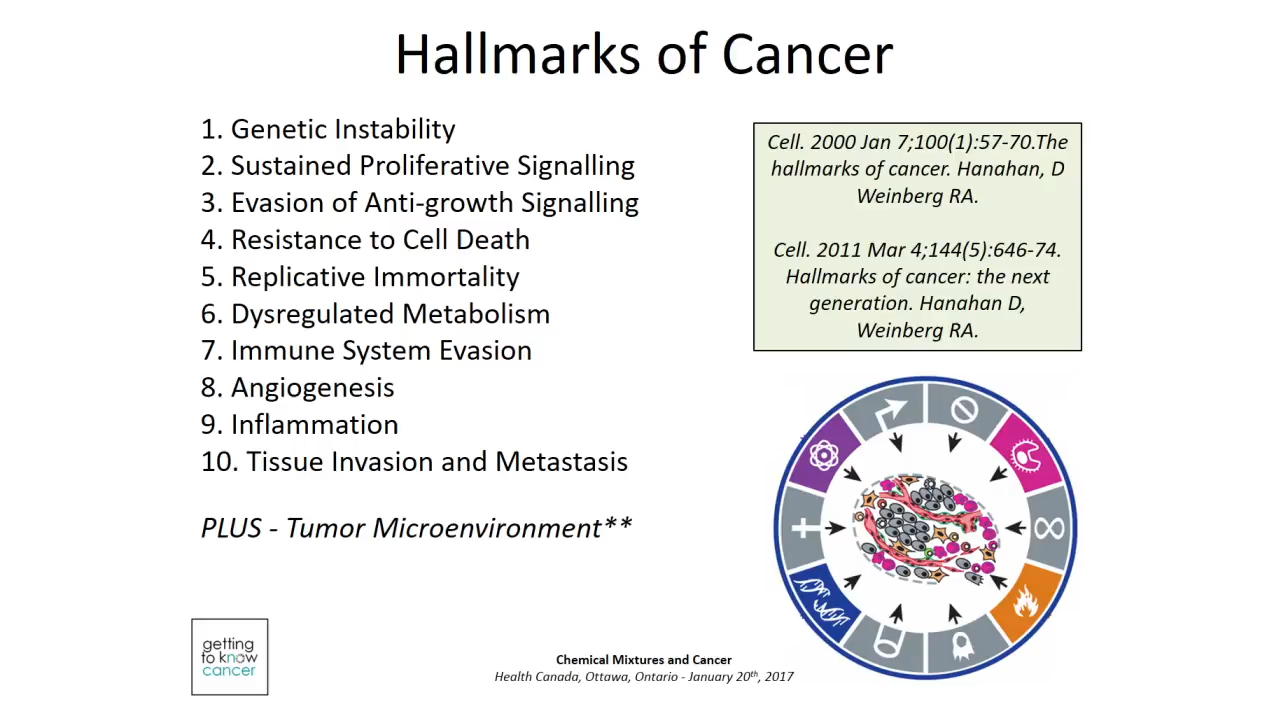 Hallmarks of Cancer
1. Genetic Instability
2. Sustained Proliferative Signalling
3. Evasion of Anti-growth Signalling
4. Resistance to Cell Death
5. Replicative Immortality
6. Dysregulated Metabolism
7. Immune System Evasion
8. Angiogenesis
9. Inflammation
10. Tissue Invasion and Metastasis
PLUS - Tumor Microenvironment**
Cell. 2000 Jan 7;100(1):57-70.The
hallmarks of cancer. Hanahan, D
Weinberg RA.
Cell. 2011 Mar 4;144(5):646-74.
Hallmarks of cancer: the next
generation. Hanahan D,
Weinberg RA.
getting
to know
cancer
Chemical Mixtures and Cancer
Health Canada, Ottawa, Ontario - January 20th, 2017